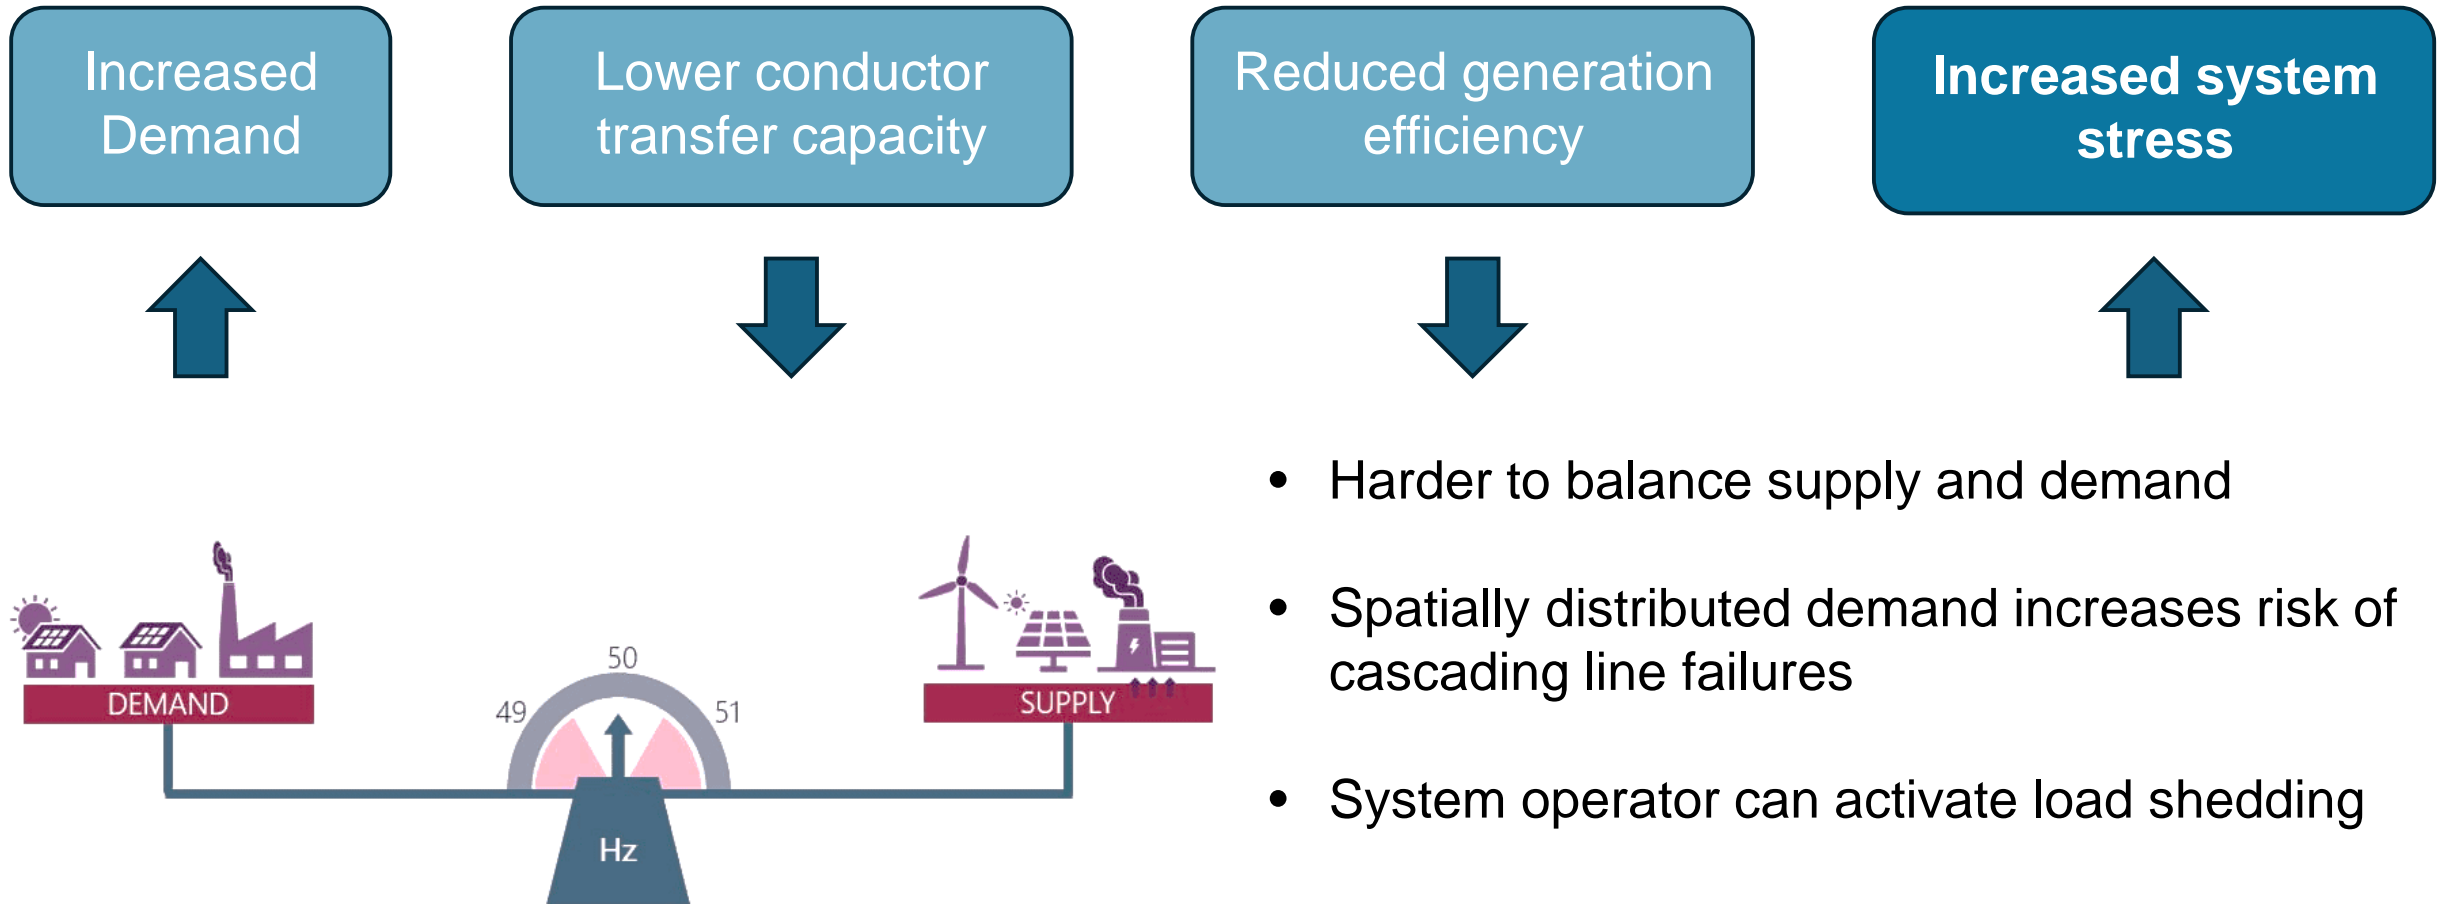 Increased
Demand
Lower conductor
transfer capacity
Reduced generation
efficiency
Increased system
stress
DEMAND
49
50
51
Hz
SUPPLY
• Harder to balance supply and demand
• Spatially distributed demand increases risk of
cascading line failures
• System operator can activate load shedding